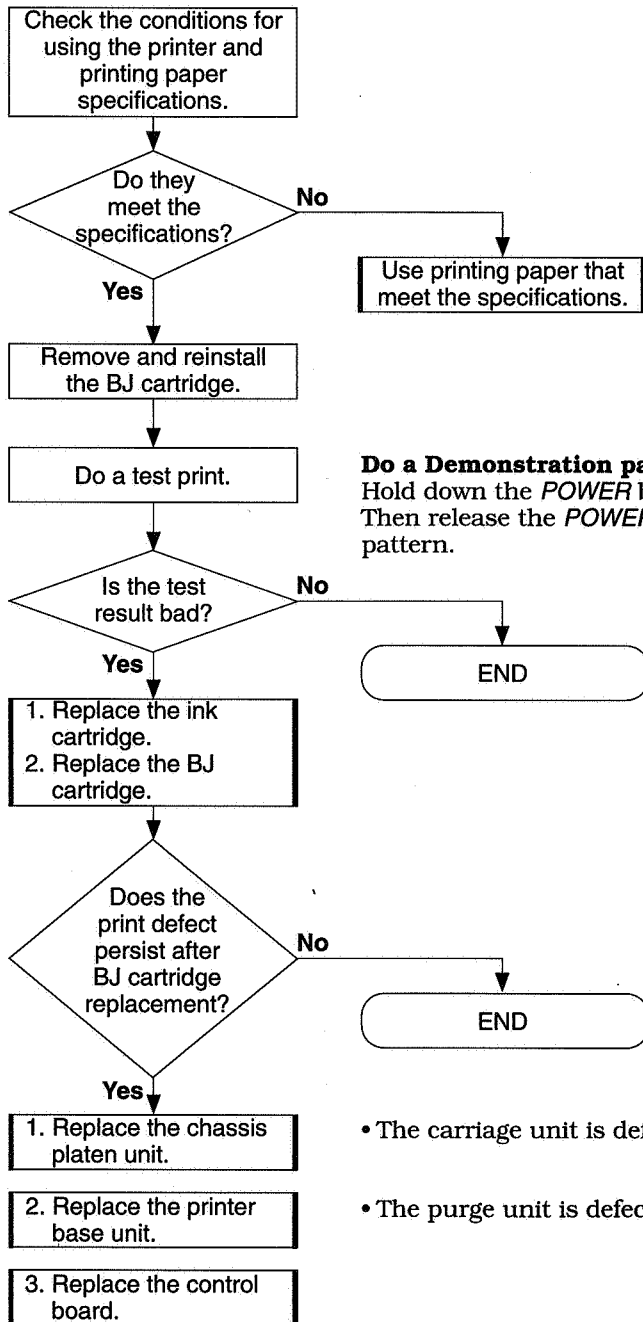 Check the conditions for
using the printer and
printing paper
specifications.
Do they
meet the
specifications?
No
Use printing paper that
meet the specifications.
Yes
Remove and reinstall
the BJ cartridge.
Do a test print.
Do a Demonstration
Hold down the POWER
Then release the
pattern.
Is the test
result bad?
No
END
Yes
1. Replace the ink
cartridge.
2. Replace the BJ
cartridge.
Does the
print defect
persist after
BJ cartridge
replacement?
No
END
Yes
1. Replace the chassis
platen unit.
• The carriage unit is
2. Replace the printer
base unit.
• The purge unit is
3. Replace the control
board.